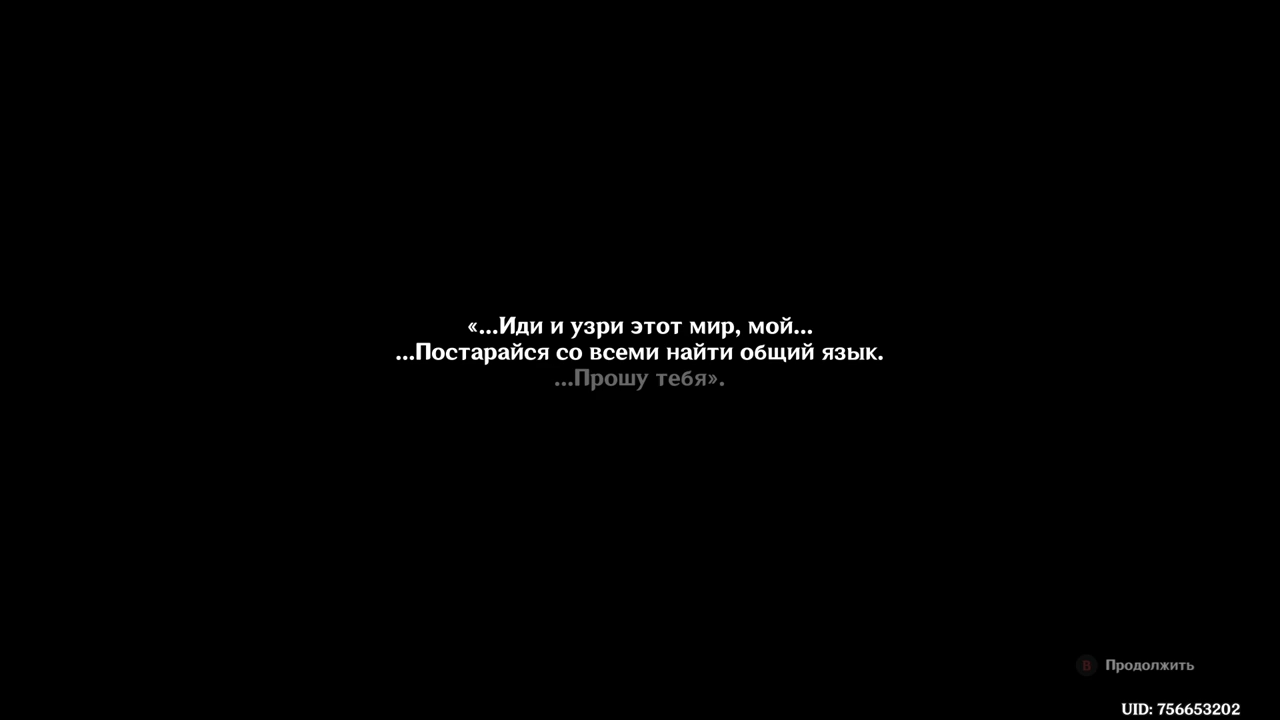 «...Иди и узри этот мир, мой...
...Постарайся со всеми найти общий язык.
...Прошу тебя».
B Продолжить
UID: 756653202